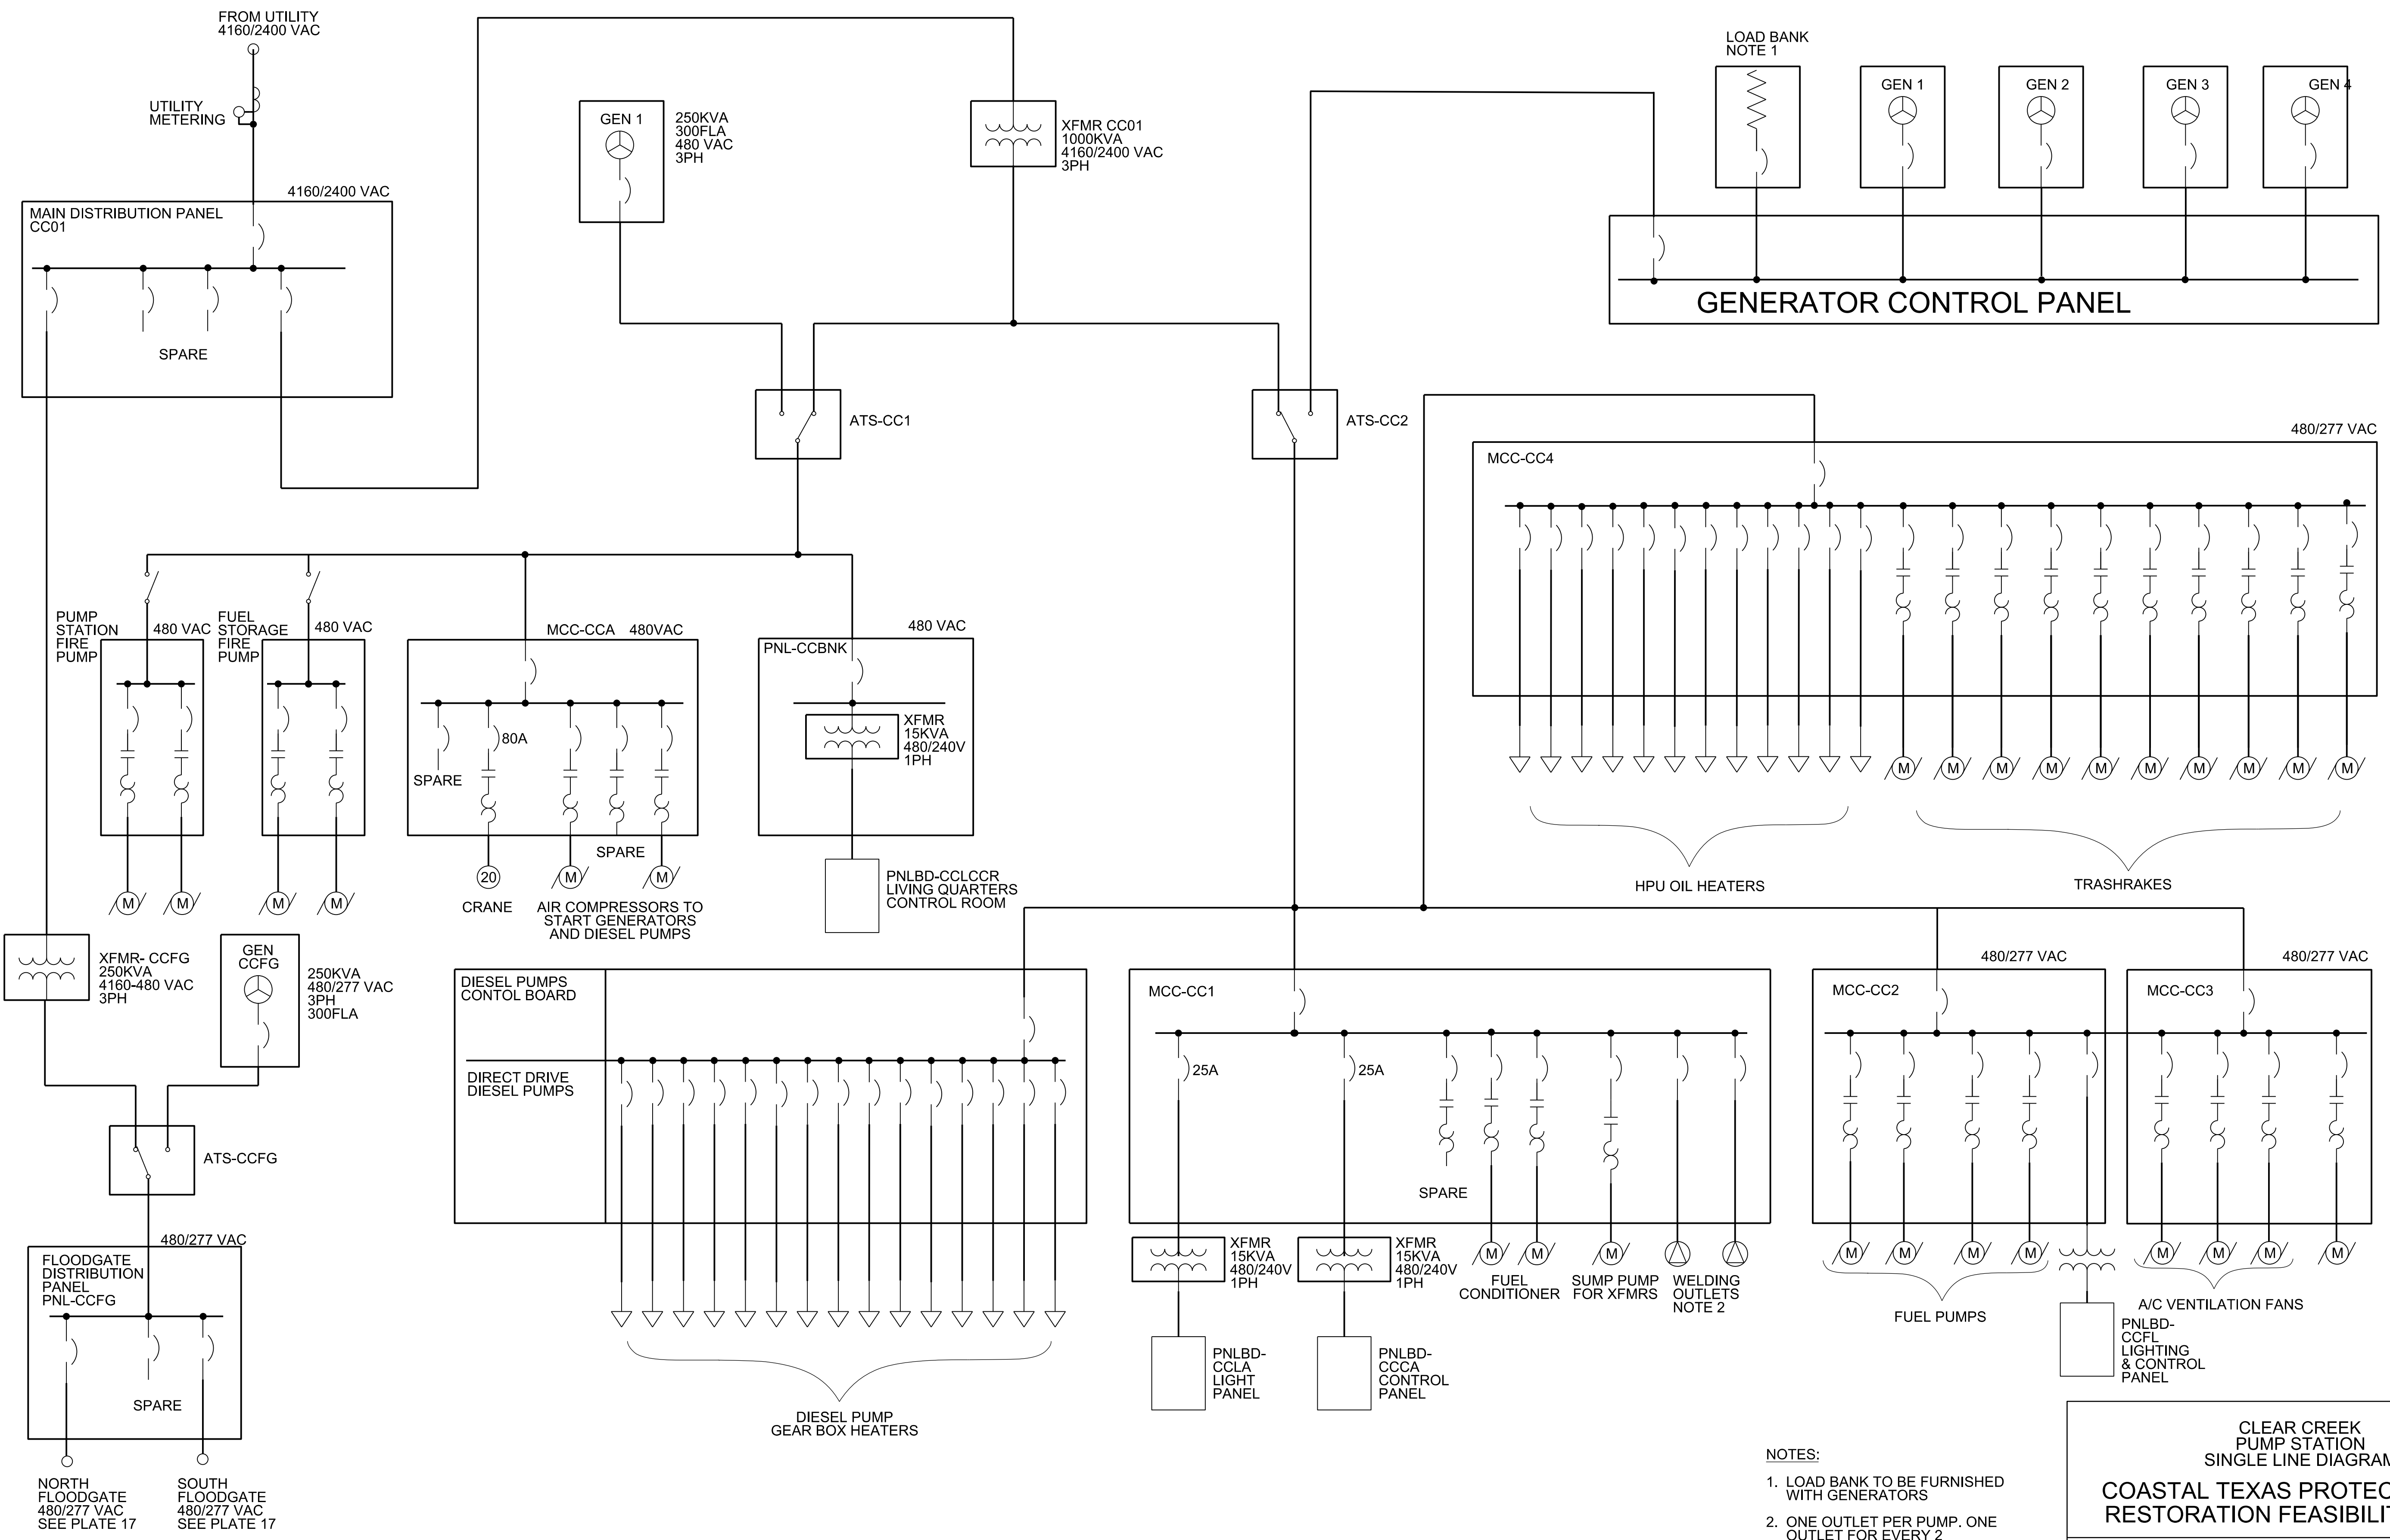 FROM UTILITY
4160/2400 VAC
UTILITY
METERING
4160/2400 VAC
MAIN DISTRIBUTION PANEL
CC01
SPARE
GEN 1
250KVA
300FLA
480 VAC
3PH
XFMR CC01
1000KVA
4160/2400 VAC
3PH
LOAD BANK
NOTE 1
GEN 1
GEN 2
GEN 3
GEN 4
GENERATOR CONTROL PANEL
ATS-CC1
ATS-CC2
480/277 VAC
MCC-CC4
M
M
M
M
M
M
M
M
M
M
HPU OIL HEATERS
TRASHRAKES
PUMP
STATION
FIRE
PUMP
480 VAC
M
M
FUEL
STORAGE
FIRE
PUMP
480 VAC
M
M
MCC-CCA 480VAC
80A
SPARE
SPARE
20
M
M
CRANE
AIR COMPRESSORS TO
START GENERATORS
AND DIESEL PUMPS
480 VAC
PNL-CCBNK
XFMR
15KVA
480/240V
1PH
PNLBD-CCLCCR
LIVING QUARTERS
CONTROL ROOM
XFMR- CCFG
250KVA
4160-480 VAC
3PH
GEN
CCFG
250KVA
480/277 VAC
3PH
300FLA
ATS-CCFG
480/277 VAC
FLOODGATE
DISTRIBUTION
PANEL
PNL-CCFG
SPARE
NORTH
FLOODGATE
480/277 VAC
SEE PLATE 17
SOUTH
FLOODGATE
480/277 VAC
SEE PLATE 17
DIESEL PUMPS
CONTOL BOARD
DIRECT DRIVE
DIESEL PUMPS
DIESEL PUMP
GEAR BOX HEATERS
MCC-CC1
25A
25A
SPARE
XFMR
15KVA
480/240V
1PH
XFMR
15KVA
480/240V
1PH
M
M
M
FUEL
CONDITIONER
SUMP PUMP
FOR XFMRS
WELDING
OUTLETS
NOTE 2
PNLBD-
CCLA
LIGHT
PANEL
PNLBD-
CCCA
CONTROL
PANEL
480/277 VAC
MCC-CC2
M
M
M
M
FUEL PUMPS
480/277 VAC
MCC-CC3
M
M
M
M
A/C VENTILATION FANS
PNLBD-
CCFL
LIGHTING
& CONTROL
PANEL
NOTES:
1. LOAD BANK TO BE FURNISHED
WITH GENERATORS
2. ONE OUTLET PER PUMP. ONE
OUTLET FOR EVERY 2
CLEAR CREEK
PUMP STATION
SINGLE LINE DIAGRAM
COASTAL TEXAS
RESTORATION